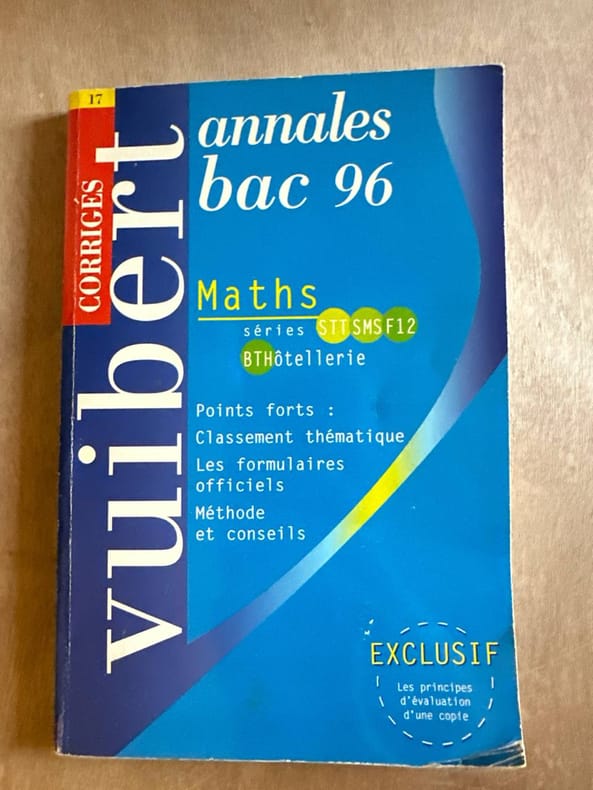 17
CORRIGÉS
vuibert
annales
bac 96
Maths
séries STT SMS F12
BTHôtellerie
Points forts :
Classement thématique
Les formulaires
officiels
Méthode
et conseils
EXCLUSIF
Les principes
d'évaluation
d'une copie